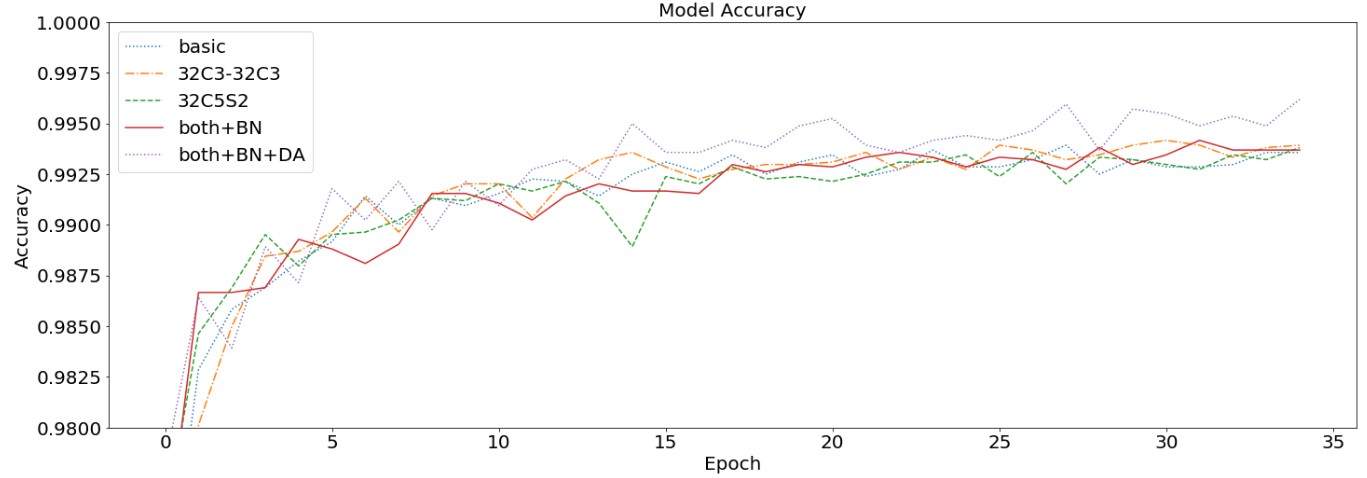 Model Accuracy
1.0000
0.9975
0.9950
0.9925
0.9900
0.9875
0.9850
0.9825
0.9800
Accuracy
basic
32C3-32C3
32C5S2
both+BN
both+BN+DA
0 5 10 15 20 25 30 35
Epoch